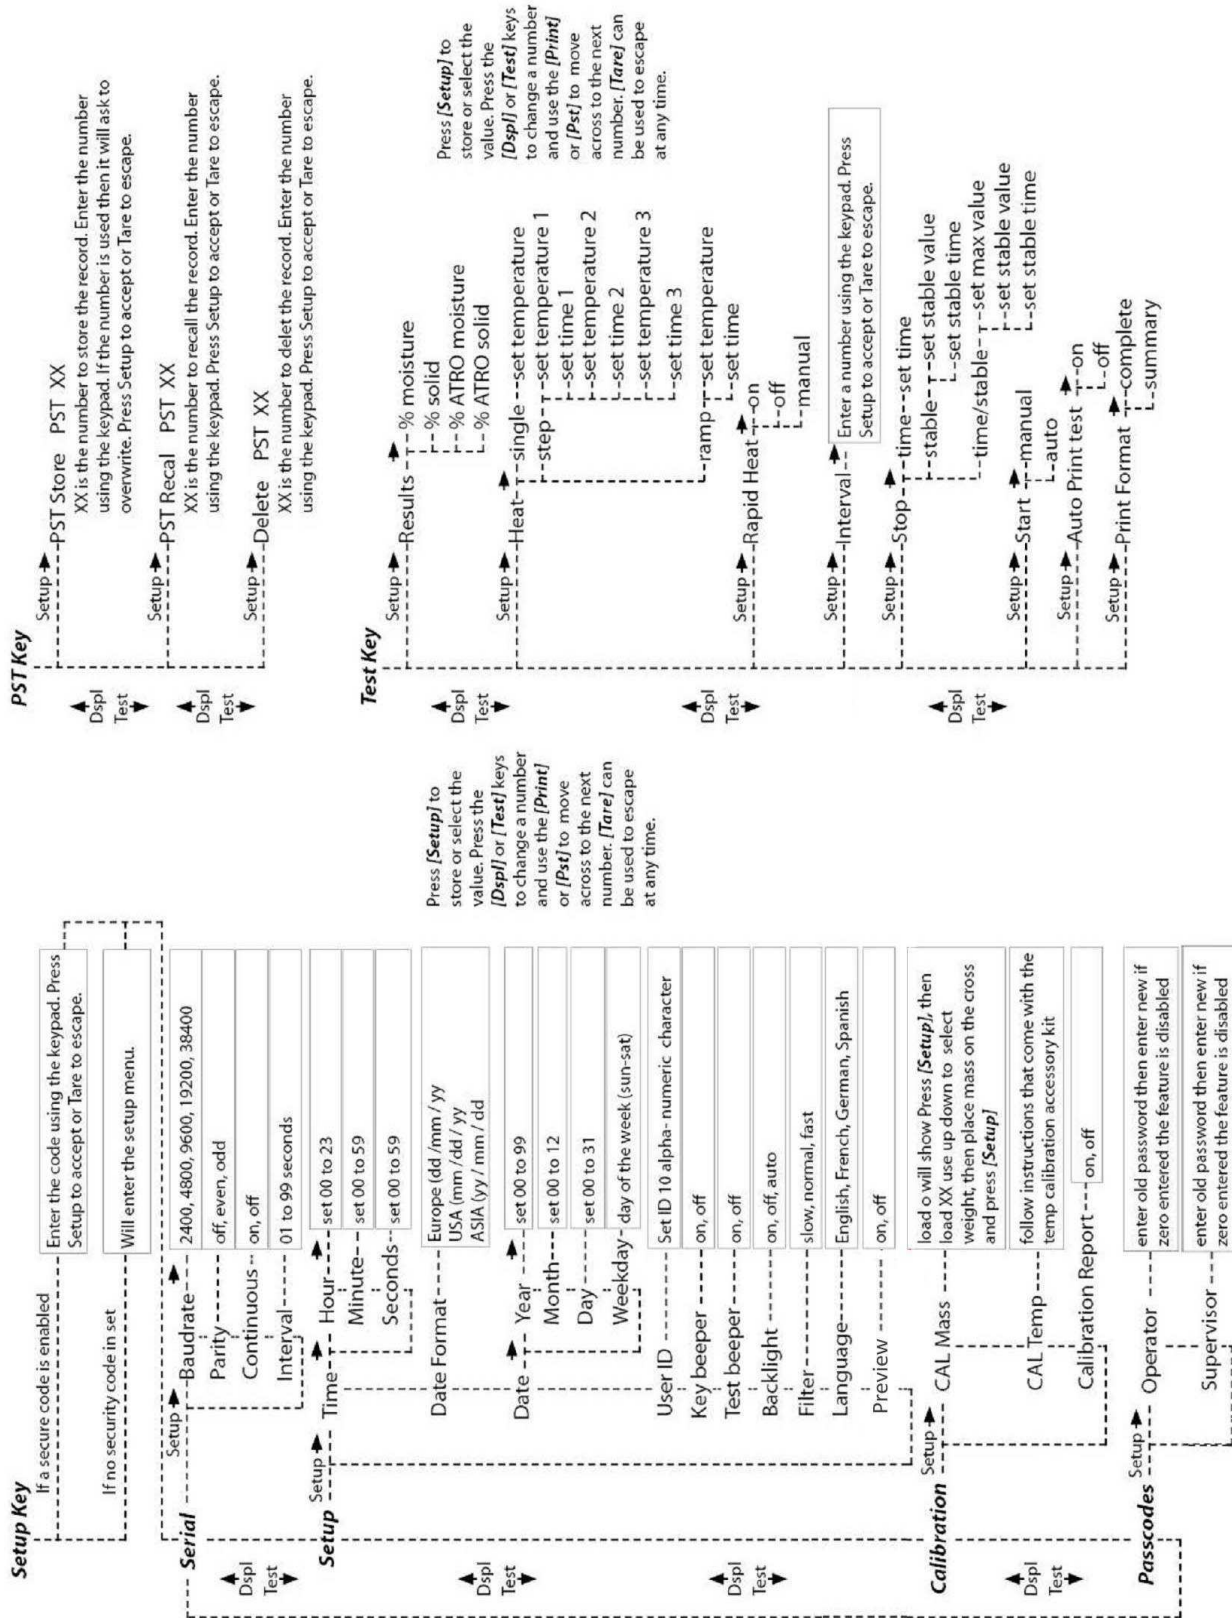 Setup Key
If a secure code is enabled
Enter the code using the keypad. Press
Setup to accept or Tare to escape.
If no security code in set
Will enter the setup menu.
Serial
Setup
Baudrate
2400, 4800, 9600, 19200, 38400
Parity
off, even, odd
Continuous
on, off
Interval
01 to 99 seconds
Dspl
Test
Setup
Setup
Time
Hour
set 00 to 23
Minute
set 00 to 59
Seconds
set 00 to 59
Date Format
Europe (dd /mm / yy
USA (mm /dd / yy
ASIA (yy / mm / dd
Dspl
Test
Date
Year
set 00 to 99
Month
set 00 to 12
Day
set 00 to 31
Weekday
day of the week (sun-sat)
User ID
Set ID 10 alpha- numeric character
Key beeper
on, off
Test beeper
on, off
Backlight
on, off, auto
Filter
slow, normal, fast
Language
English, French, German, Spanish
Preview
on, off
Dspl
Test
Press [Setup] to
store or select the
value. Press the
[Dspl] or [Test] keys
to change a number
and use the [Print]
or [Pst] to move
across to the next
number. [Tare] can
be used to escape
at any time.
Calibration
Setup
CAL Mass
load o will show Press [Setup], then
load XX use up down to select
weight, then place mass on the cross
and press [Setup]
CAL Temp
follow instructions that come with the
temp calibration accessory kit
Calibration Report
on, off
Dspl
Test
Passcodes
Setup
Operator
enter old password then enter new if
zero entered the feature is disabled
Supervisor
enter old password then enter new if
zero entered the feature is disabled
PST Key
Setup
PST Store PST XX
XX is the number to store the record. Enter the number
using the keypad. If the number is used then it will ask to
overwrite. Press Setup to accept or Tare to escape.
Dspl
Test
Setup
PST Recal PST XX
XX is the number to recall the record. Enter the number
using the keypad. Press Setup to accept or Tare to escape.
Dspl
Test
Setup
Delete PST XX
XX is the number to delet the record. Enter the number
using the keypad. Press Setup to accept or Tare to escape.
Test Key
Setup
Results
% moisture
% solid
% ATRO moisture
% ATRO solid
Dspl
Test
Setup
Heat
single
set temperature
step
set temperature 1
set time 1
set temperature 2
set time 2
set temperature 3
set time 3
ramp
set temperature
set time
Dspl
Test
Setup
Rapid Heat
on
off
manual
Press [Setup] to
store or select the
value. Press the
[Dspl] or [Test] keys
to change a number
and use the [Print]
or [Pst] to move
across to the next
number. [Tare] can
be used to escape
at any time.
Setup
Interval
Enter a number using the keypad. Press
Setup to accept or Tare to escape.
Setup
Stop
time
set time
stable
set stable value
set stable time
time/stable
set max value
set stable value
set stable time
Dspl
Test
Setup
Start
manual
auto
Setup
Auto Print test
on
off
Setup
Print Format
complete
summary